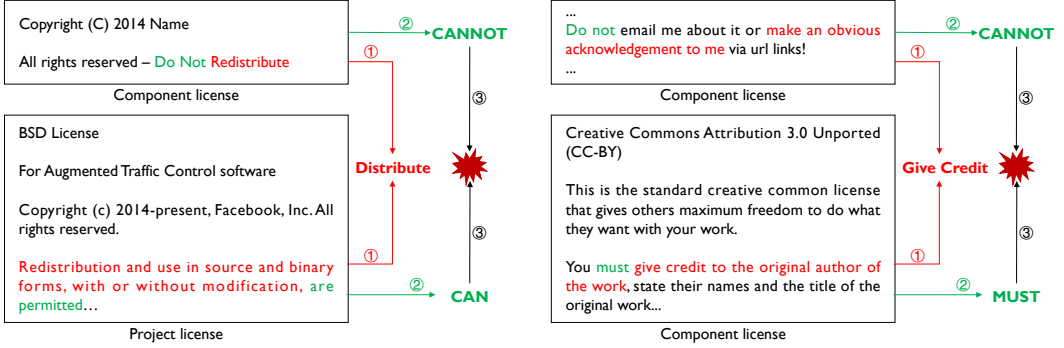 Copyright (C) 2014 Name
All rights reserved – Do Not Redistribute
Component license
② CANNOT
①
③
BSD License
For Augmented Traffic Control software
Copyright (c) 2014-present, Facebook, Inc. All
rights reserved.
Redistribution and use in source and binary
forms, with or without modification, are
permitted…
Project license
Distribute
①
③
② CAN
...
Do not email me about it or make an obvious
acknowledgement to me via url links!
...
Component license
② CANNOT
①
③
Creative Commons Attribution 3.0 Unported
(CC-BY)
This is the standard creative common license
that gives others maximum freedom to do what
they want with your work.
You must give credit to the original author of
the work, state their names and the title of the
original work...
Component license
Give Credit
①
③
② MUST